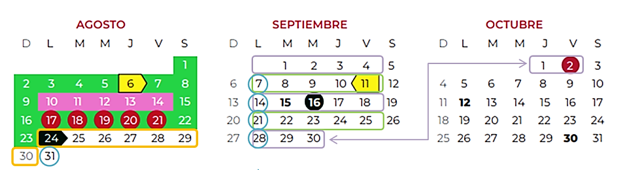 AGOSTO SEPTIEMBRE OCTUBRE
D L M M J V S D L M M J V S D L M M J V S
1 1 2 3 4 5 1 2 3
2 3 4 5 6 7 8 6 7 8 9 10 11 12 4 5 6 7 8 9 10
9 10 11 12 13 14 15 13 14 15 16 17 18 19 11 12 13 14 15 16 17
16 17 18 19 20 21 22 20 21 22 23 24 25 26 18 19 20 21 22 23 24
23 24 25 26 27 28 29 27 28 29 30 25 26 27 28 29 30 31
30 31